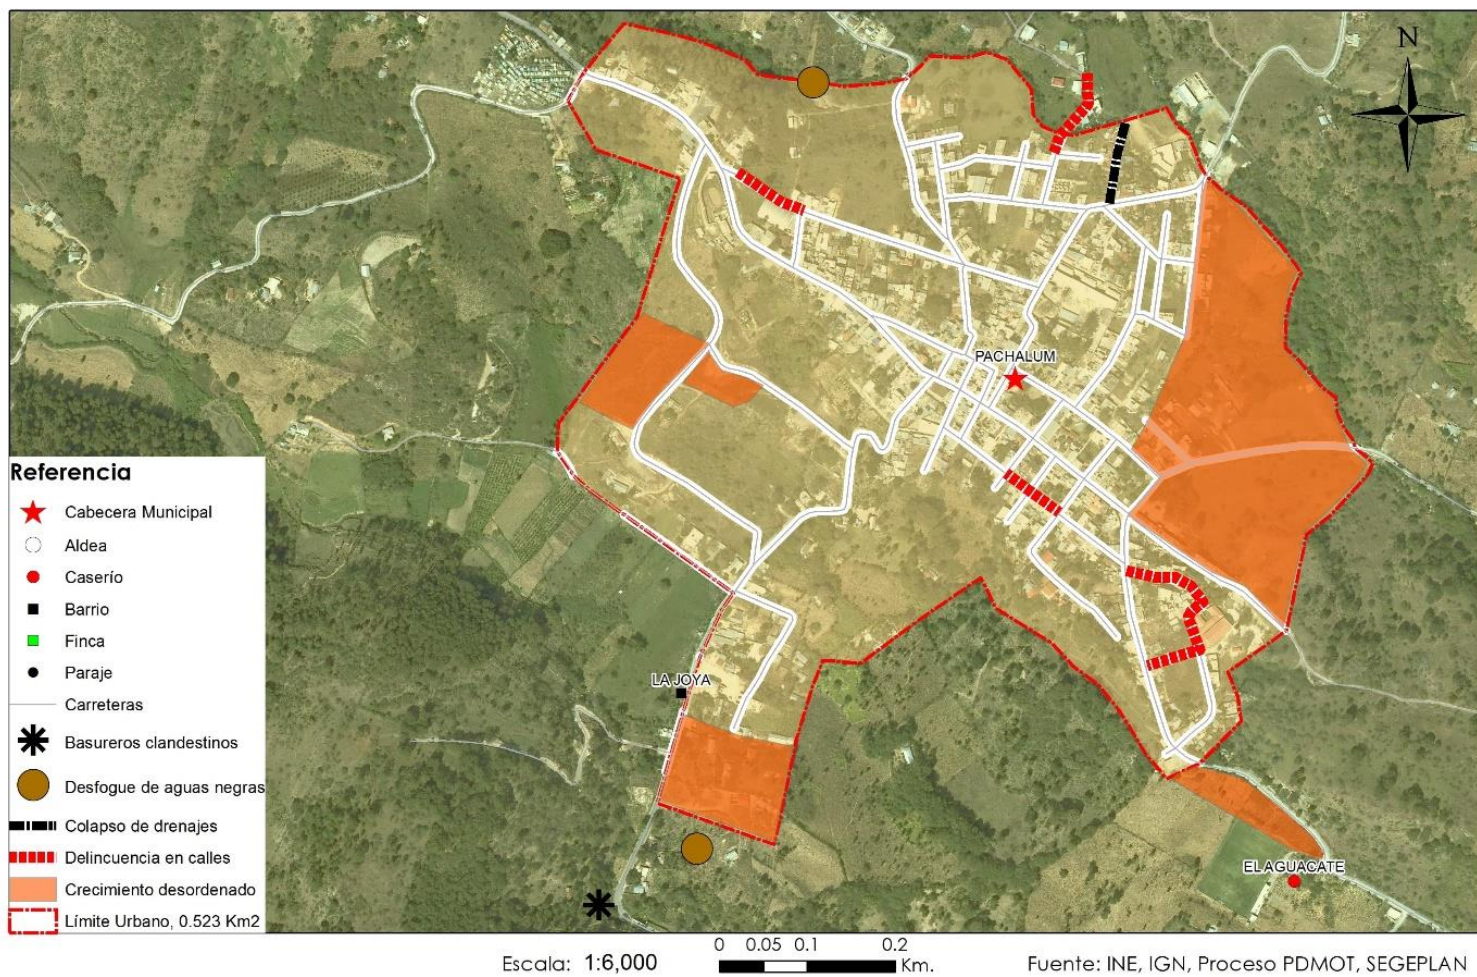 N
PACHALUM
LA JOYA
EL AGUACATE
Referencia
Cabecera Municipal
Aldea
Caserío
Barrio
Finca
Paraje
Carreteras
Basureros clandestinos
Desfogue de aguas negras
Colapso de drenajes
Delincuencia en calles
Crecimiento desordenado
Límite Urbano, 0.523 Km2
Escala: 1:6,000
0 0.05 0.1 0.2
Km.
Fuente: INE, IGN, Proceso PDMOT, SEGEPLAN